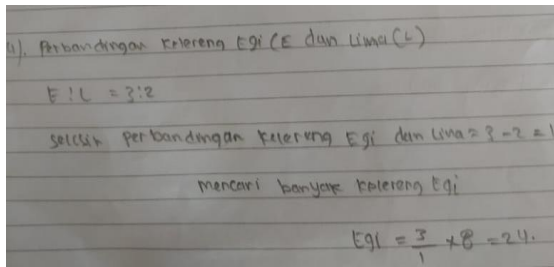 4). Perbandingan Kelereng Egi (E dan Lima (L)
E : L = 3 : 2
selisih perbandingan kelereng Egi dan Lima = 3 - 2 = 1
mencari banyak kelereng Egi
Egi = 3/1 x 8 = 24.